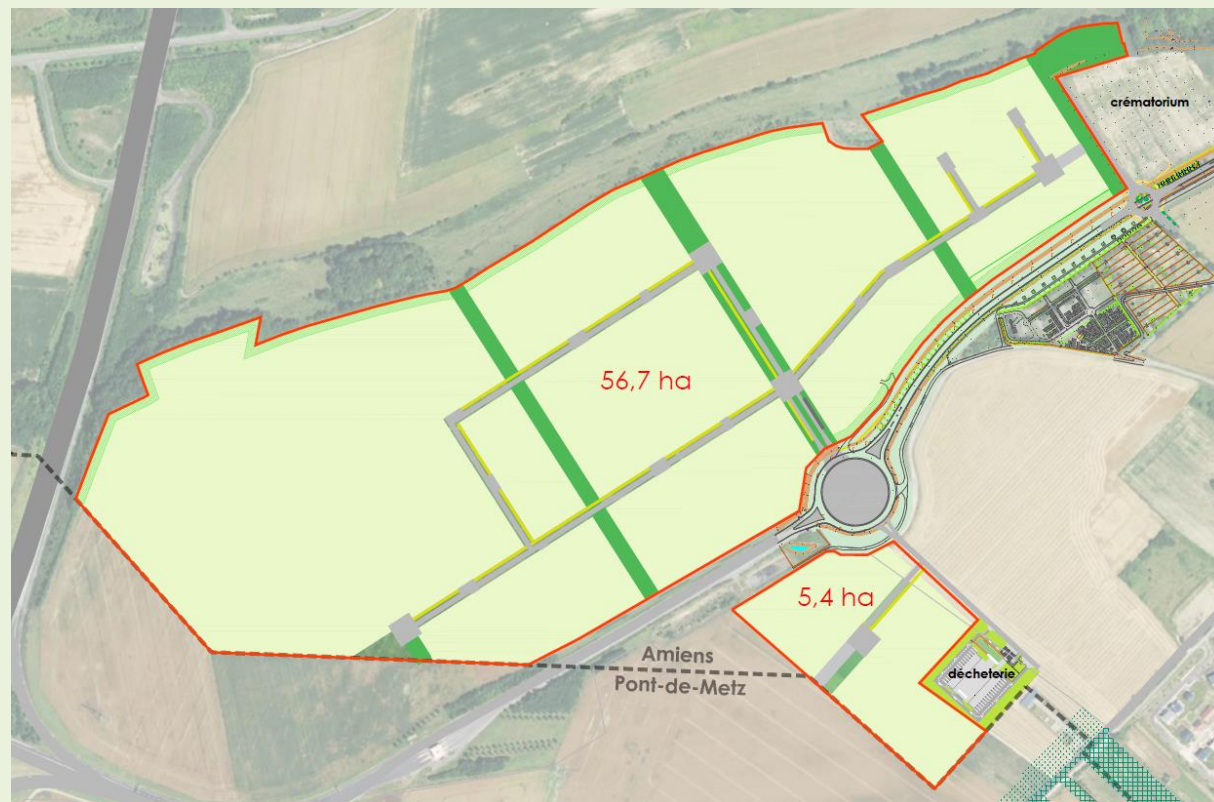 crématorium
56,7 ha
5,4 ha
Amiens
Pont-de-Metz
décheterie